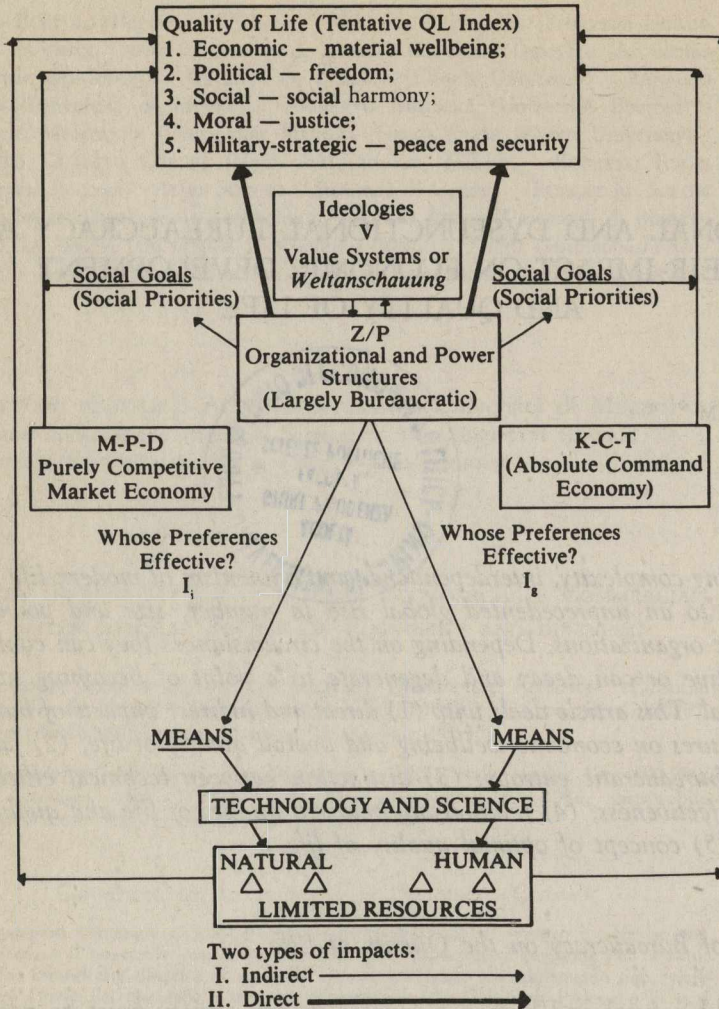 Quality of Life (Tentative QL Index)
1. Economic — material wellbeing;
2. Political — freedom;
3. Social — social harmony;
4. Moral — justice;
5. Military-strategic — peace and security
Ideologies
V
Value Systems or
Weltanschauung
Social Goals
(Social Priorities)
Social Goals
(Social Priorities)
Z/P
Organizational and Power
Structures
(Largely Bureaucratic)
M-P-D
Purely Competitive
Market Economy
K-C-T
(Absolute Command
Economy)
Whose Preferences
Effective?
I
Whose Preferences
Effective?
I g
MEANS
MEANS
TECHNOLOGY AND SCIENCE
NATURAL HUMAN
LIMITED RESOURCES
Two types of impacts:
I. Indirect
II. Direct